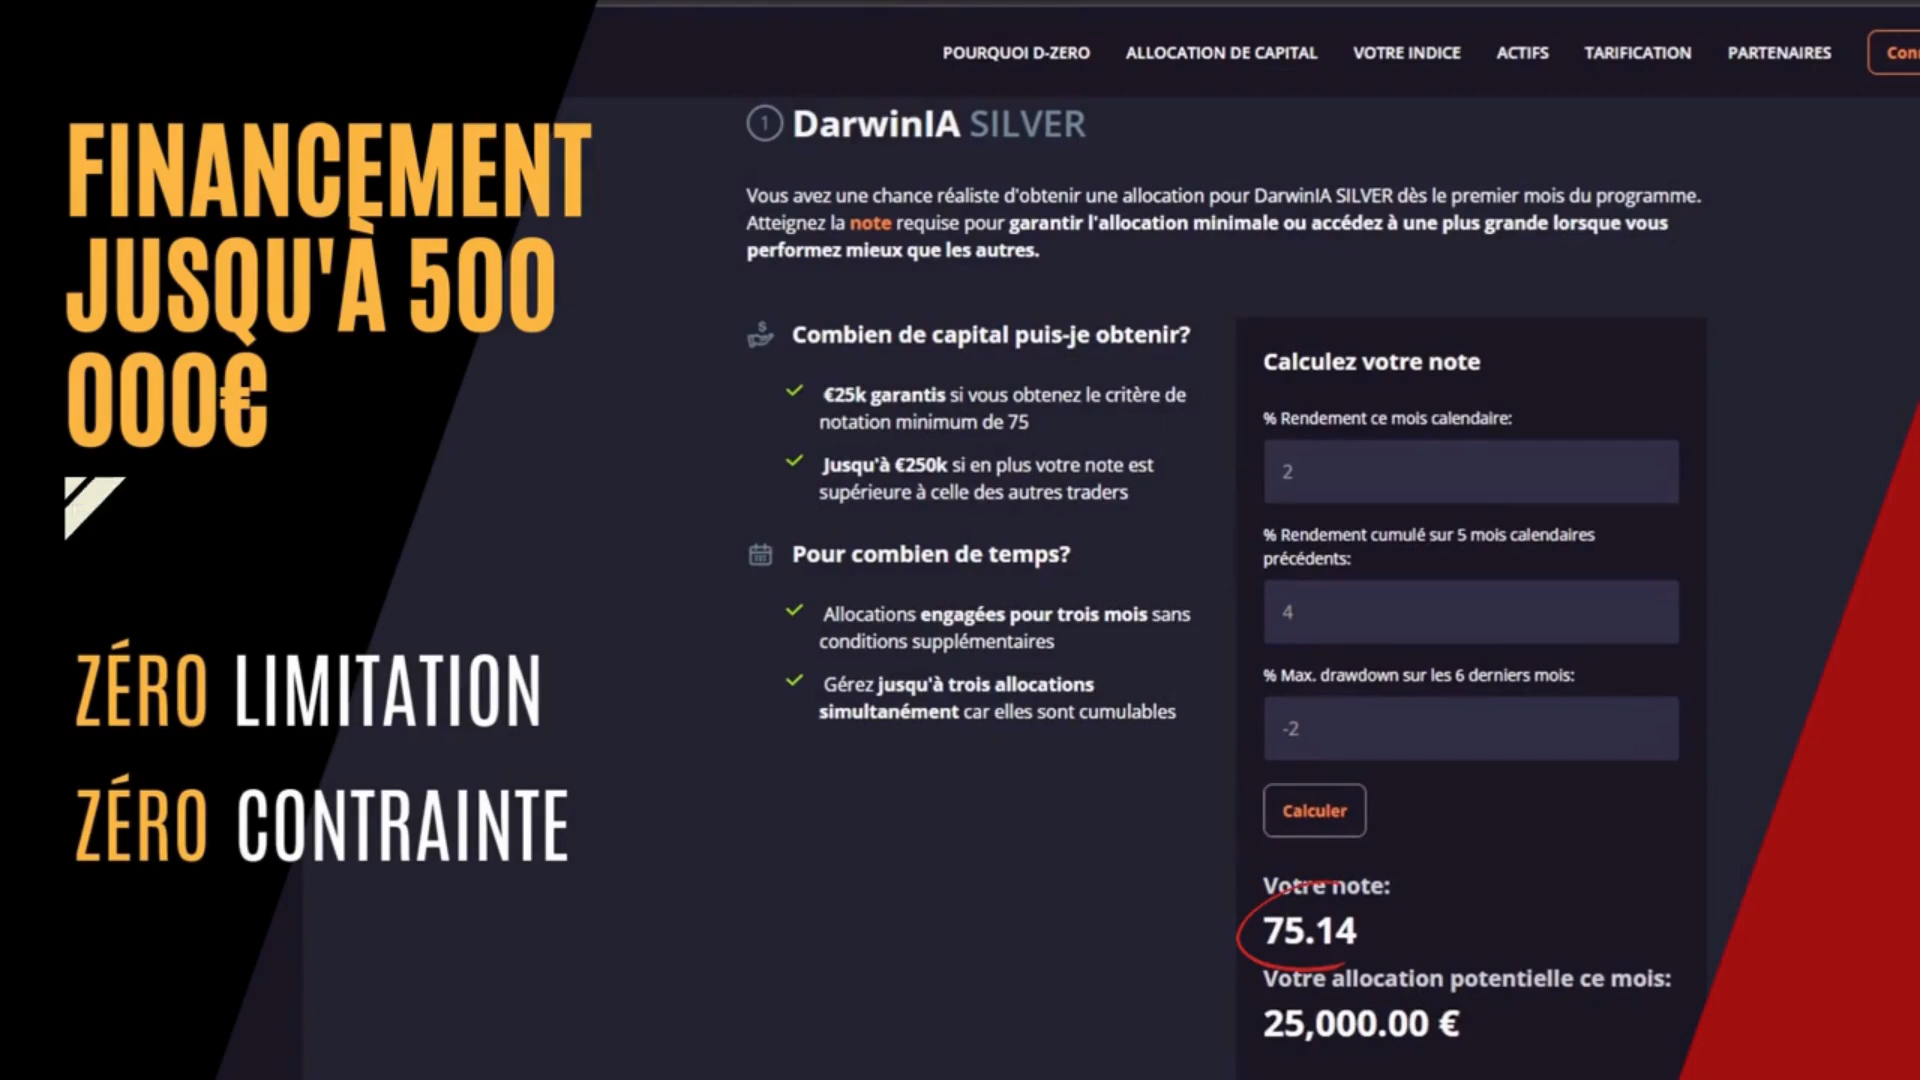 FINANCEMENT
JUSQU'À 500
000€
ZÉRO LIMITATION
ZÉRO CONTRAINTE
POURQUOI D-ZERO ALLOCATION DE CAPITAL VOTRE INDICE ACTIFS TARIFICATION PARTENAIRES
1 DarwinIA SILVER
Vous avez une chance réaliste d'obtenir une allocation pour DarwinIA SILVER dès le premier mois du programme.
Atteignez la note requise pour garantir l'allocation minimale ou accédez à une plus grande lorsque vous
performez mieux que les autres.
Combien de capital puis-je obtenir?
€25k garantis si vous obtenez le critère de
notation minimum de 75
Jusqu'à €250k si en plus votre note est
supérieure à celle des autres traders
Pour combien de temps?
Allocations engagées pour trois mois sans
conditions supplémentaires
Gérez jusqu'à trois allocations
simultanément car elles sont cumulables
Calculez votre note
% Rendement ce mois calendaire:
2
% Rendement cumulé sur 5 mois calendaires
précédents:
4
% Max. drawdown sur les 6 derniers mois:
-2
Calculer
Votre note:
75.14
Votre allocation potentielle ce mois:
25,000.00 €